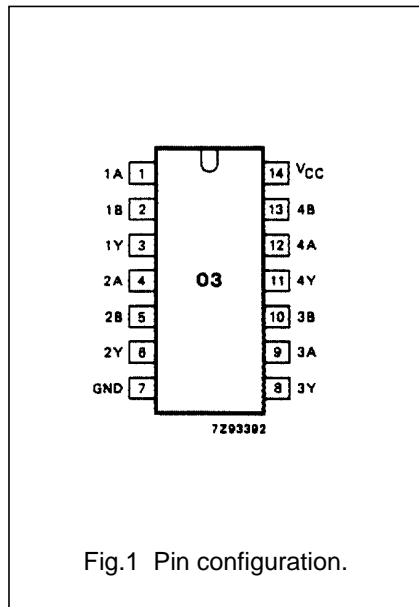 1A 1 14 VCC
1B 2 13 4B
1Y 3 12 4A
2A 4 03 11 4Y
2B 5 10 3B
2Y 6 9 3A
GND 7 8 3Y
7Z93392
Fig.1 Pin configuration.